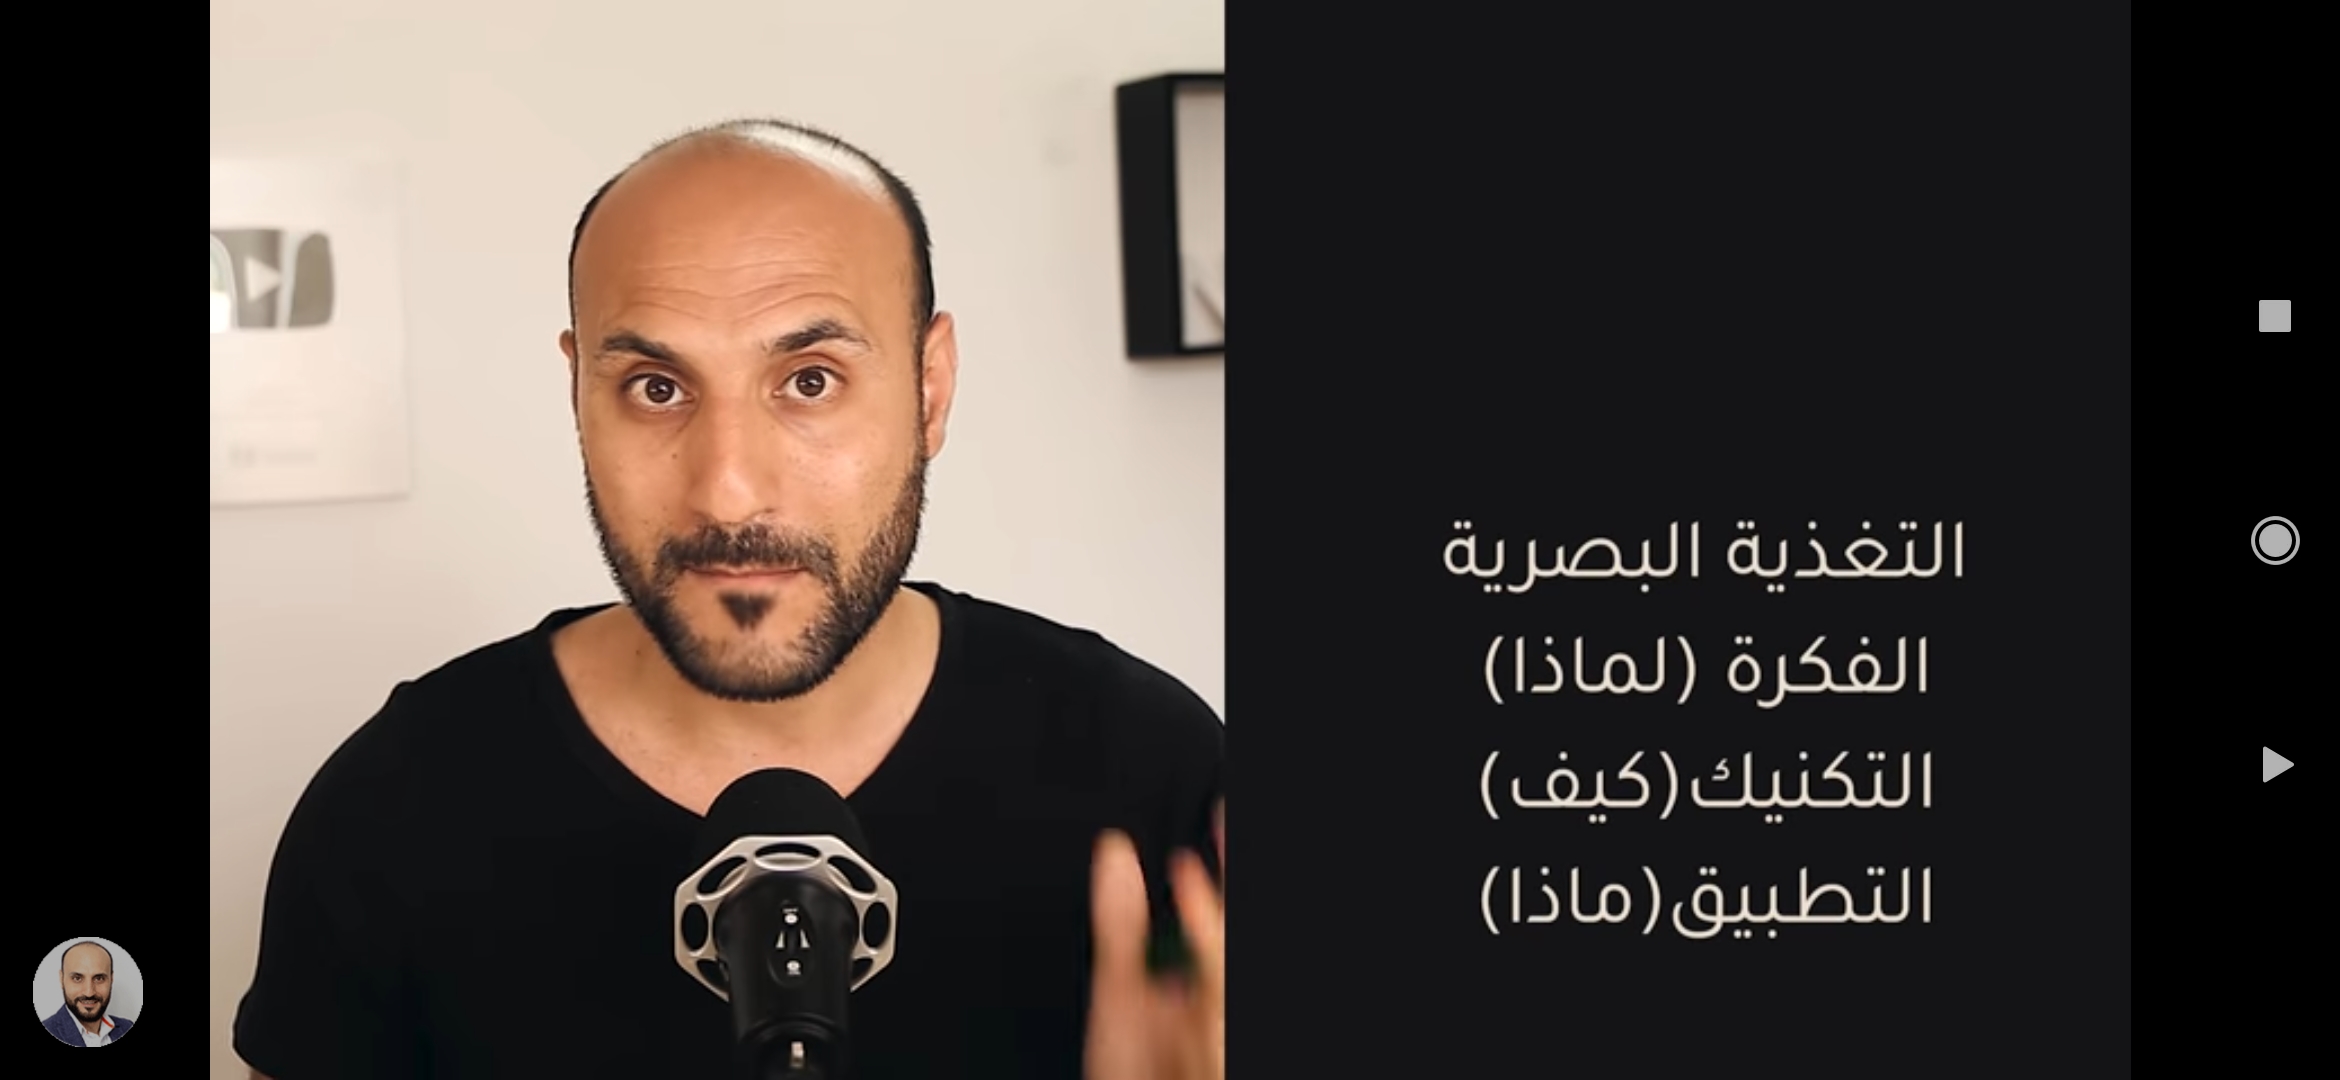 التغذية البصرية
الفكرة (لماذا)
التكنيك(كيف)
التطبيق(ماذا)